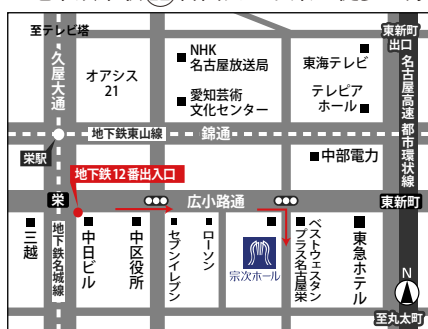 至テレビ塔
東新町
出口
久屋大通
オアシス
21
NHK
名古屋放送局
愛知芸術
文化センター
東海テレビ
テレピア
ホール
名古屋高速 都市環状線
地下鉄東山線
錦通
栄駅
中部電力
地下鉄12番出入口
栄
広小路通
東新町
三越
地下鉄名城線
中日ビル
中区役所
セブンイレブン
ローソン
宗次ホール
ベストウェスタン
プラス名古屋栄
東急ホテル
N
至丸太町